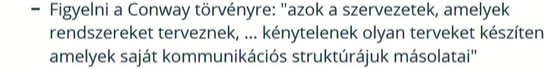 – Figyelni a Conway törvényre: "azok a szervezetek, amelyek
rendszereket terveznek, ... kénytelenek olyan terveket készíten
amelyek saját kommunikációs struktúrájuk másolatai"